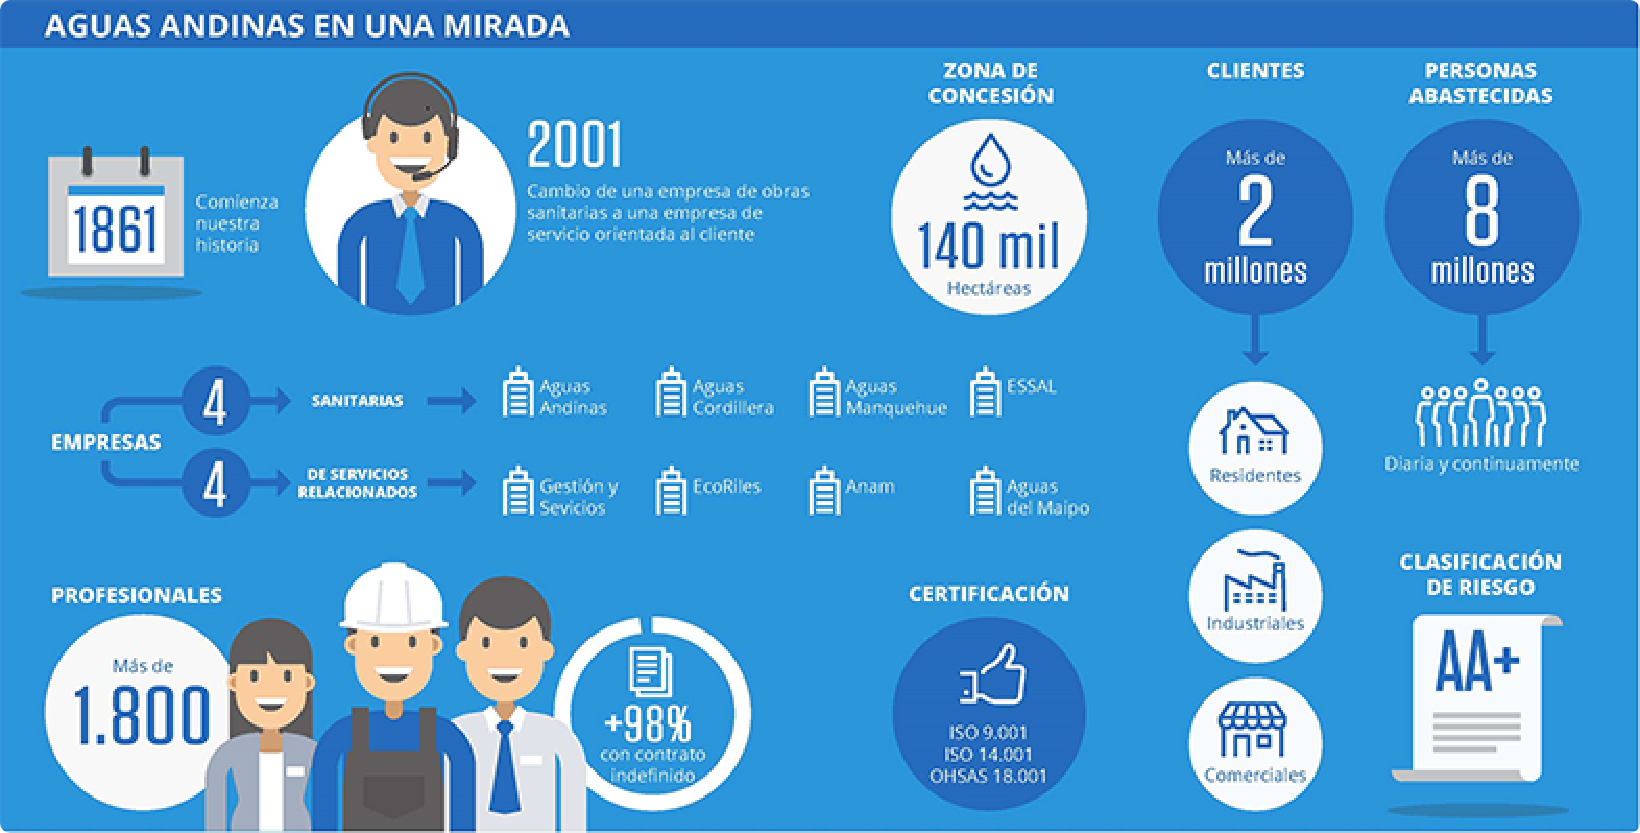 AGUAS ANDINAS EN UNA MIRADA
1861
Comienza
nuestra
historia
2001
Cambio de una empresa de obras
sanitarias a una empresa de
servicio orientada al cliente
ZONA DE
CONCESIÓN
140 mil
Hectáreas
CLIENTES
Más de
2
millones
Residentes
Industriales
Comerciales
PERSONAS
ABASTECIDAS
Más de
8
millones
Diaria y continuamente
EMPRESAS
4
SANITARIAS
Aguas
Andinas
Aguas
Cordillera
Aguas
Manquehue
ESSAL
4
DE SERVICIOS
RELACIONADOS
Gestión y
Sevicios
EcoRiles
Anam
Aguas
del Maipo
PROFESIONALES
Más de
1.800
+98%
con contrato
indefinido
CERTIFICACIÓN
ISO 9.001
ISO 14.001
OHSAS 18.001
CLASIFICACIÓN
DE RIESGO
AA+